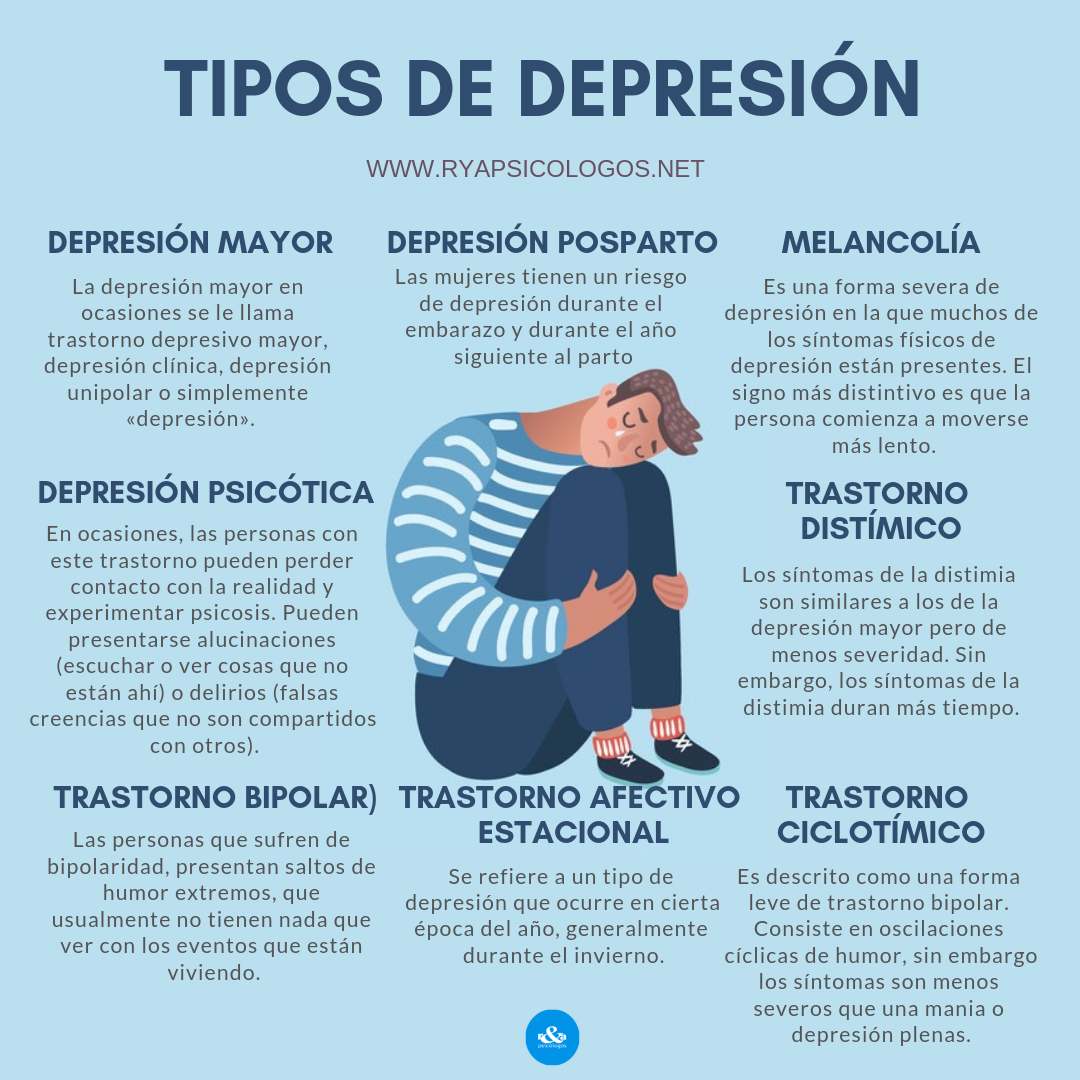 TIPOS DE DEPRESIÓN
WWW.RYAPSICOLOGOS.NET
DEPRESIÓN MAYOR
La depresión mayor en
ocasiones se le llama
trastorno depresivo mayor,
depresión clínica, depresión
unipolar o simplemente
«depresión».
DEPRESIÓN POSPARTO
Las mujeres tienen un riesgo
de depresión durante el
embarazo y durante el año
siguiente al parto
MELANCOLÍA
Es una forma severa de
depresión en la que muchos de
los síntomas físicos de
depresión están presentes. El
signo más distintivo es que la
persona comienza a moverse
más lento.
DEPRESIÓN PSICÓTICA
En ocasiones, las personas con
este trastorno pueden perder
contacto con la realidad y
experimentar psicosis. Pueden
presentarse alucinaciones
(escuchar o ver cosas que no
están ahí) o delirios (falsas
creencias que no son compartidos
con otros).
TRASTORNO
DISTÍMICO
Los síntomas de la distimia
son similares a los de la
depresión mayor pero de
menos severidad. Sin
embargo, los síntomas de la
distimia duran más tiempo.
TRASTORNO BIPOLAR)
Las personas que sufren de
bipolaridad, presentan saltos de
humor extremos, que
usualmente no tienen nada que
ver con los eventos que están
viviendo.
TRASTORNO AFECTIVO
ESTACIONAL
Se refiere a un tipo de
depresión que ocurre en cierta
época del año, generalmente
durante el invierno.
TRASTORNO
CICLOTÍMICO
Es descrito como una forma
leve de trastorno bipolar.
Consiste en oscilaciones
cíclicas de humor, sin embargo
los síntomas son menos
severos que una mania o
depresión plenas.
&
psicólogos